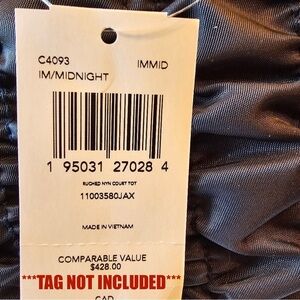 C4093 IMMID
IM/MIDNIGHT
1 95031 27028 4
RUCHED NYN COURT TOT
11003580JAX
MADE IN VIETNAM
COMPARABLE VALUE
$428.00
***TAG NOT INCLUDED***
CAD